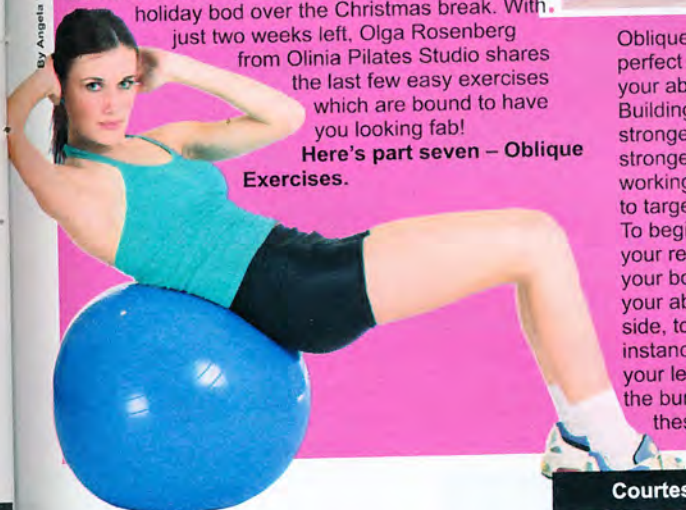 By Angela
holiday bod over the Christmas break. With
just two weeks left, Olga Rosenberg
from Olinia Pilates Studio shares
the last few easy exercises
which are bound to have
you looking fab!
Here's part seven – Oblique
Exercises.
Oblique
perfect
your ab
Building
stronge
stronge
working
to targe
To begi
your re
your bo
your ab
side, to
instanc
your le
the bur
thes
Courtes